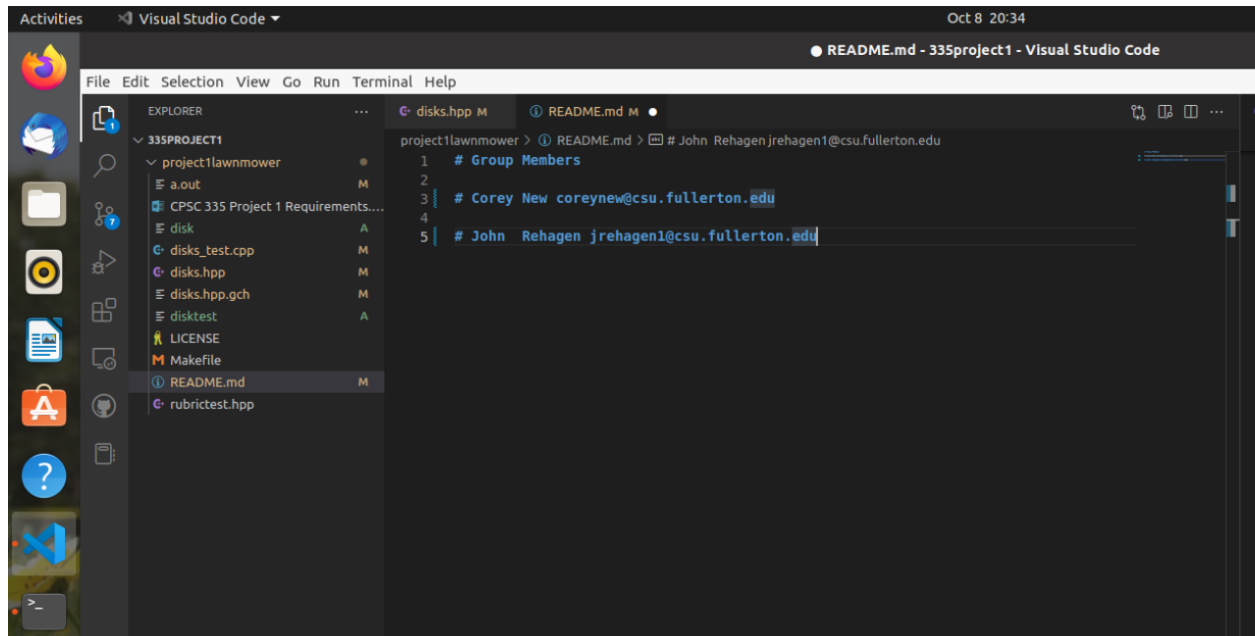 Activities Visual Studio Code Oct 8 20:34
README.md - 335project1 - Visual Studio Code
File Edit Selection View Go Run Terminal Help
EXPLORER ...
disks.hpp M README.md M ...
335PROJECT1
project1lawnmower > README.md > # John Rehagen jrehagen1@csu.fullerton.edu
project1lawnmower
a.out M
CPSC 335 Project 1 Requirements....
disk A
disks_test.cpp M
disks.hpp M
disks.hpp.gch M
disktest A
LICENSE
Makefile
README.md M
rubrictest.hpp
1 # Group Members
2
3 # Corey New coreynew@csu.fullerton.edu
4
5 # John  Rehagen jrehagen1@csu.fullerton.edu
1
7